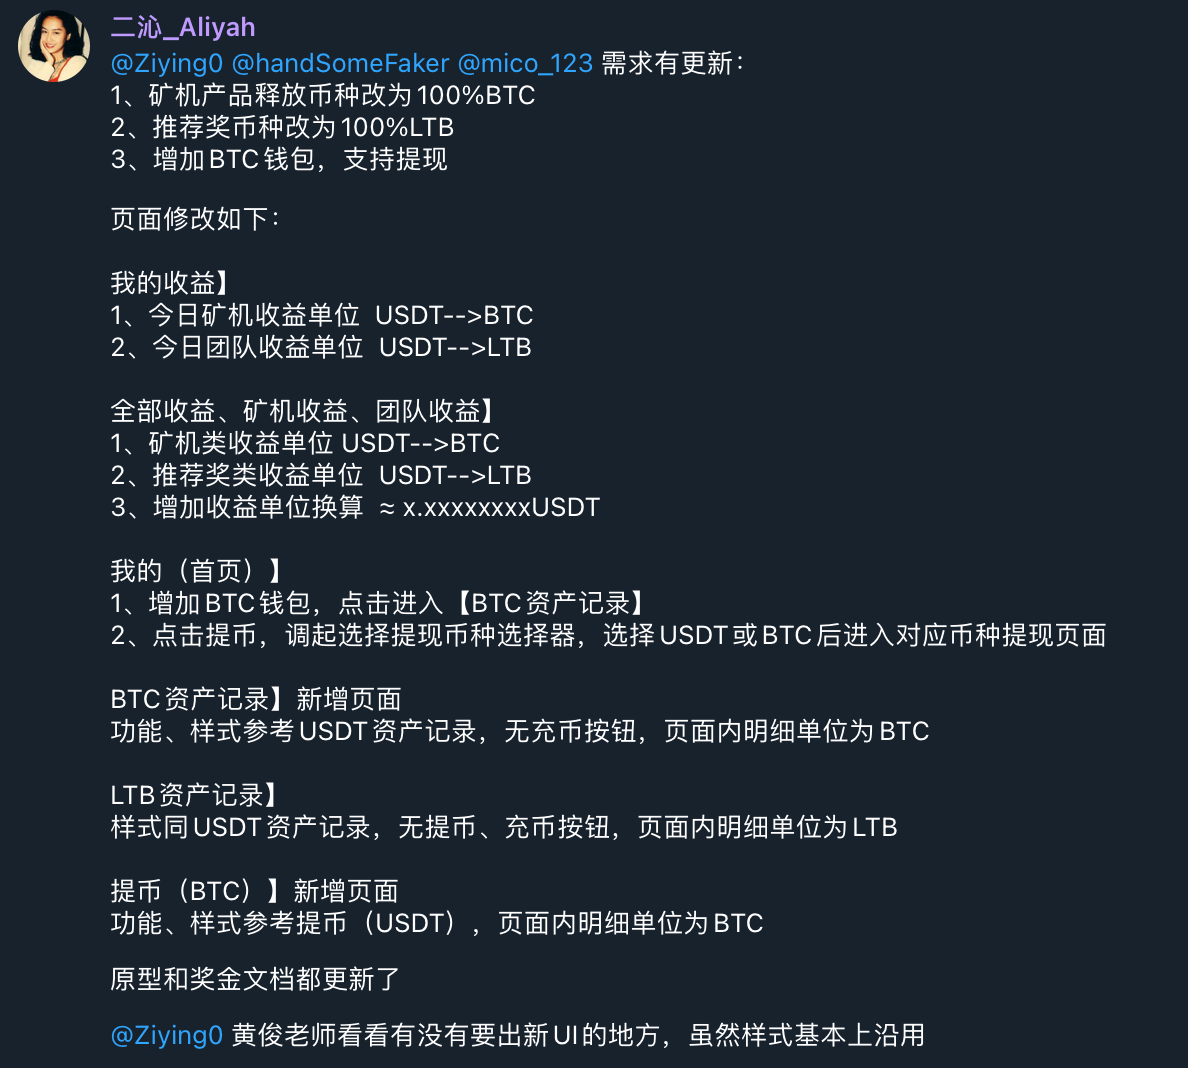 二沁_Aliyah
@Ziying0 @handSomeFaker @mico_123 需求有更新：
1、矿机产品释放币种改为100%BTC
2、推荐奖币种改为100%LTB
3、增加BTC钱包，支持提现
页面修改如下：
我的收益】
1、今日矿机收益单位  USDT-->BTC
2、今日团队收益单位  USDT-->LTB
全部收益、矿机收益、团队收益】
1、矿机类收益单位 USDT-->BTC
2、推荐奖类收益单位  USDT-->LTB
3、增加收益单位换算  ≈ x.xxxxxxxxUSDT
我的（首页）】
1、增加BTC钱包，点击进入【BTC资产记录】
2、点击提币，调起选择提现币种选择器，选择USDT或BTC后进入对应币种提现页面
BTC资产记录】新增页面
功能、样式参考USDT资产记录，无充币按钮，页面内明细单位为BTC
LTB资产记录】
样式同USDT资产记录，无提币、充币按钮，页面内明细单位为LTB
提币（BTC）】新增页面
功能、样式参考提币（USDT），页面内明细单位为BTC
原型和奖金文档都更新了
@Ziying0 黄俊老师看看有没有要出新UI的地方，虽然样式基本上沿用